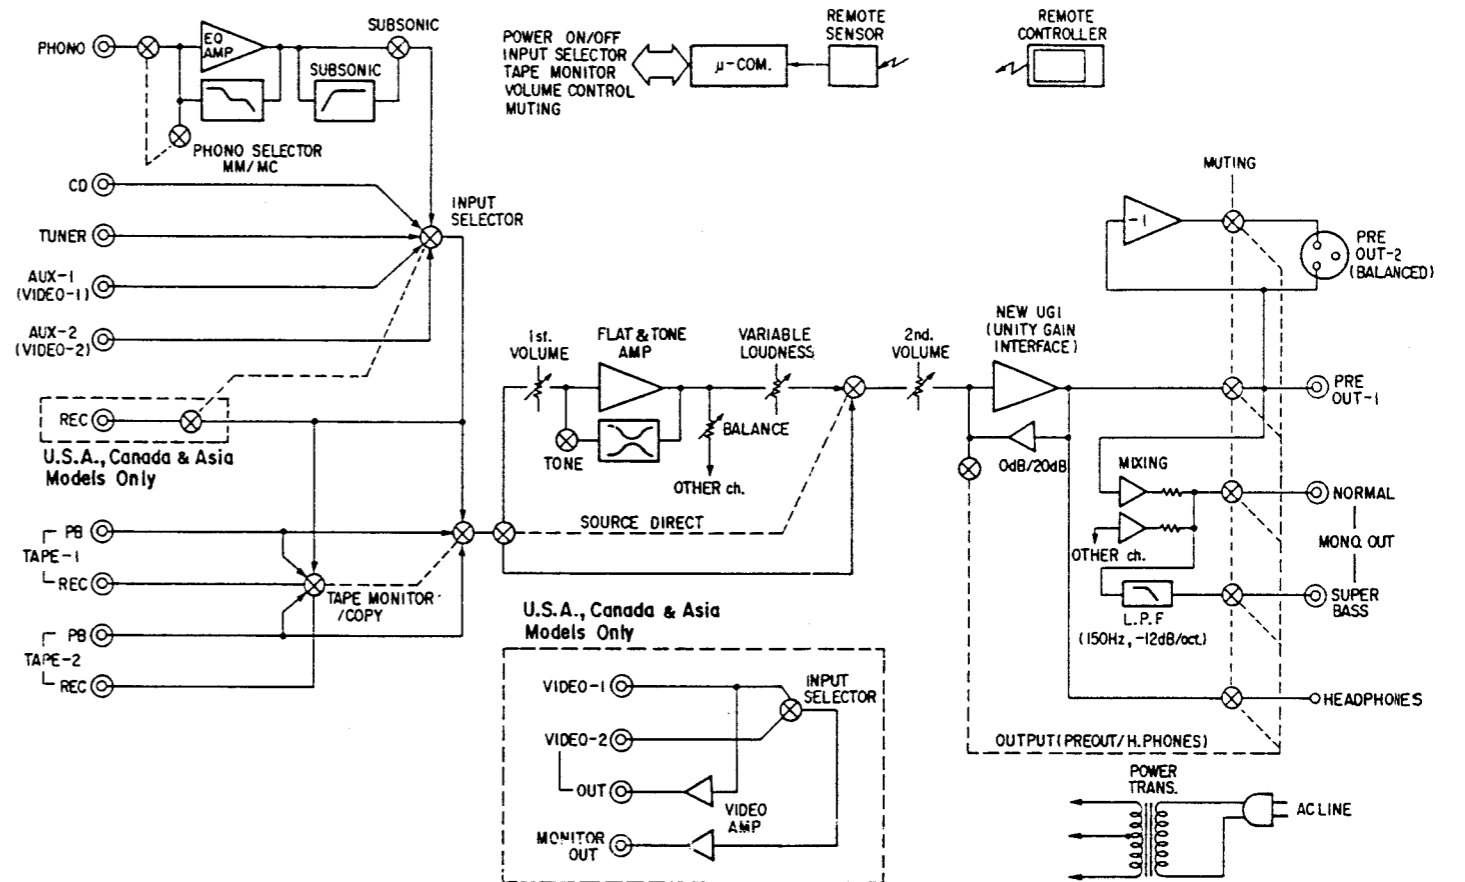 PHONO
EQ
AMP
SUBSONIC
SUBSONIC
PHONO SELECTOR
MM/MC
POWER ON/OFF
INPUT SELECTOR
TAPE MONITOR
VOLUME CONTROL
MUTING
μ-COM.
REMOTE
SENSOR
REMOTE
CONTROLLER
CD
TUNER
AUX-1
(VIDEO-1)
AUX-2
(VIDEO-2)
INPUT
SELECTOR
REC
U.S.A., Canada & Asia
Models Only
PB
TAPE-1
REC
PB
TAPE-2
REC
TAPE MONITOR
/COPY
1st.
VOLUME
FLAT & TONE
AMP
VARIABLE
LOUDNESS
TONE
BALANCE
OTHER ch.
SOURCE DIRECT
2nd.
VOLUME
NEW UGI
(UNITY GAIN
INTERFACE)
0dB/20dB
MUTING
-1
PRE
OUT-2
(BALANCED)
PRE
OUT-1
MIXING
OTHER ch.
NORMAL
MONO OUT
SUPER
BASS
L.P.F
(150Hz, -12dB/oct.)
HEADPHONES
OUTPUT(PREOUT/H.PHONES)
U.S.A., Canada & Asia
Models Only
VIDEO-1
INPUT
SELECTOR
VIDEO-2
OUT
VIDEO
AMP
MONITOR
OUT
POWER
TRANS.
AC LINE